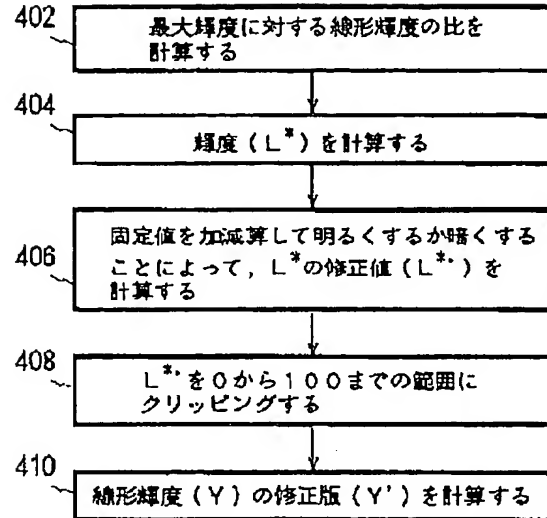 402
最大輝度に対する線形輝度の比を
計算する
404
輝度(L*)を計算する
406
固定値を加減算して明るくするか暗くする
ことによって,L*の修正値(L*')を
計算する
408
L*'を0から100までの範囲に
クリッピングする
410
線形輝度(Y)の修正版(Y')を計算する